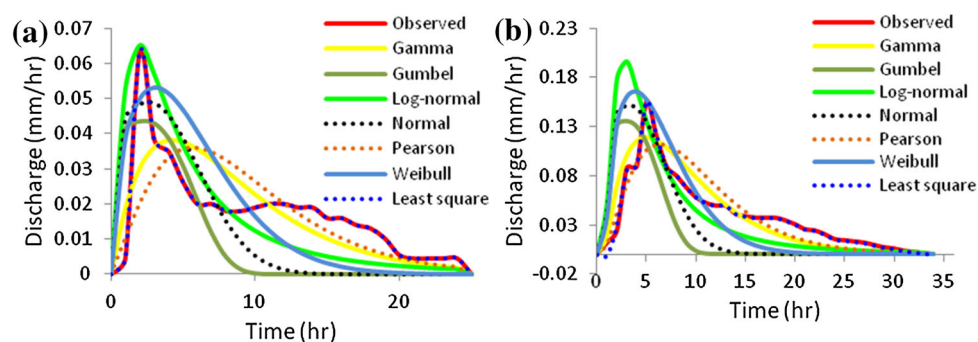 (a)
Discharge (mm/hr)
0.07
0.06
0.05
0.04
0.03
0.02
0.01
0
0
10
20
Time (hr)
Observed
Gamma
Gumbel
Log-normal
Normal
Pearson
Weibull
Least square
(b)
Discharge (mm/hr)
0.23
0.18
0.13
0.08
0.03
-0.02
0
5
10
15
20
25
30
35
Time (hr)
Observed
Gamma
Gumbel
Log-normal
Normal
Pearson
Weibull
Least square